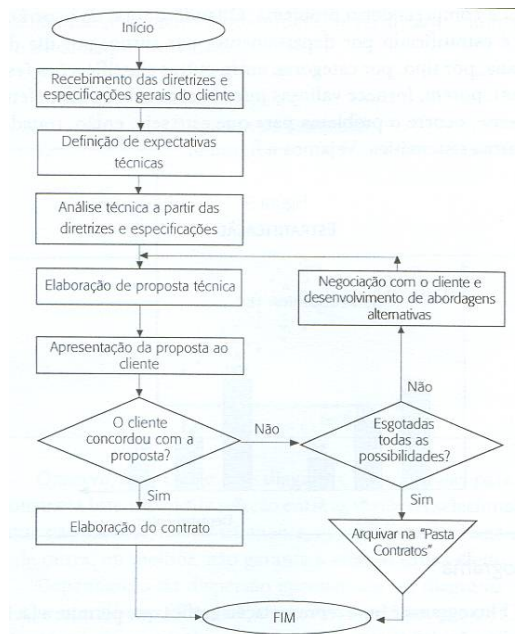 Início
Recebimento das diretrizes e
especificações gerais do cliente
Definição de expectativas
técnicas
Análise técnica a partir das
diretrizes e especificações
Elaboração de proposta técnica
Negociação com o cliente e
desenvolvimento de abordagens
alternativas
Apresentação da proposta ao
cliente
Não
O cliente
concordou com a
proposta?
Não
Esgotadas
todas as
possibilidades?
Sim
Sim
Elaboração do contrato
Arquivar na "Pasta
Contratos"
FIM